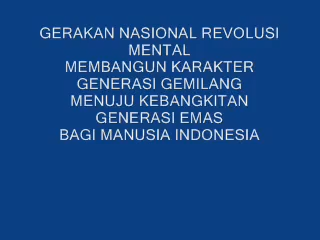 GERAKAN NASIONAL REVOLUSI
MENTAL
MEMBANGUN KARAKTER
GENERASI GEMILANG
MENUJU KEBANGKITAN
GENERASI EMAS
BAGI MANUSIA INDONESIA